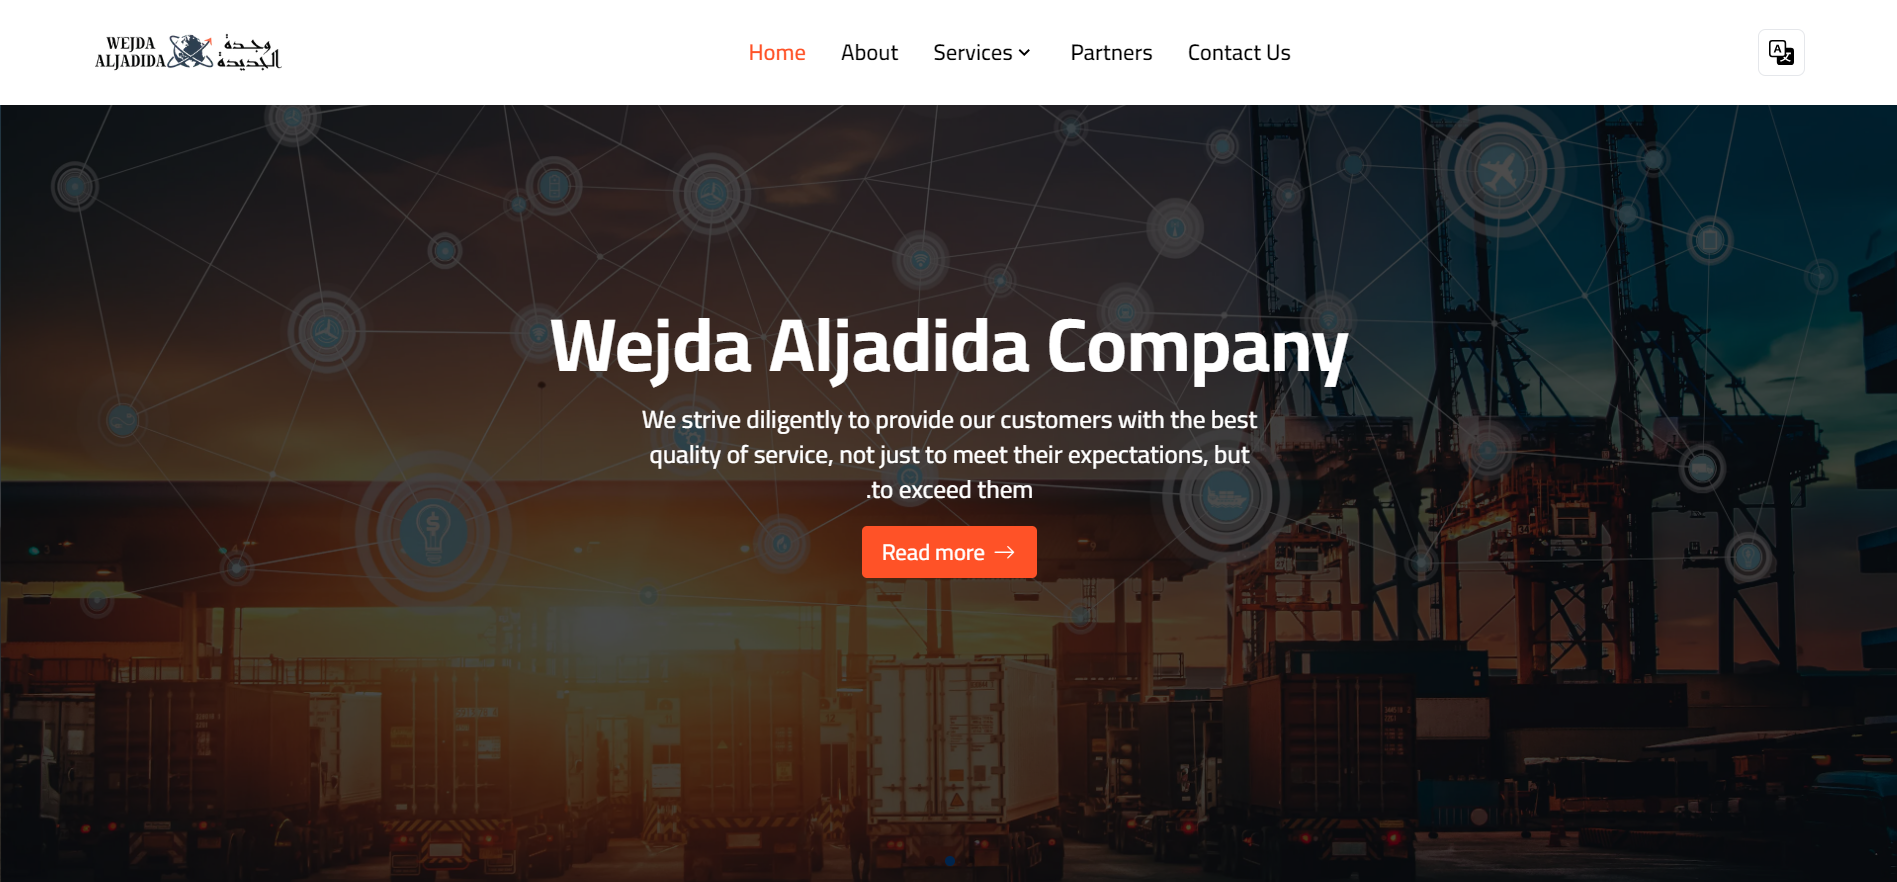 WEJDA
ALJADIDA
وجدة
الجديدة
Home About Services Partners Contact Us
Wejda Aljadida Company
We strive diligently to provide our customers with the best
quality of service, not just to meet their expectations, but
.to exceed them
Read more